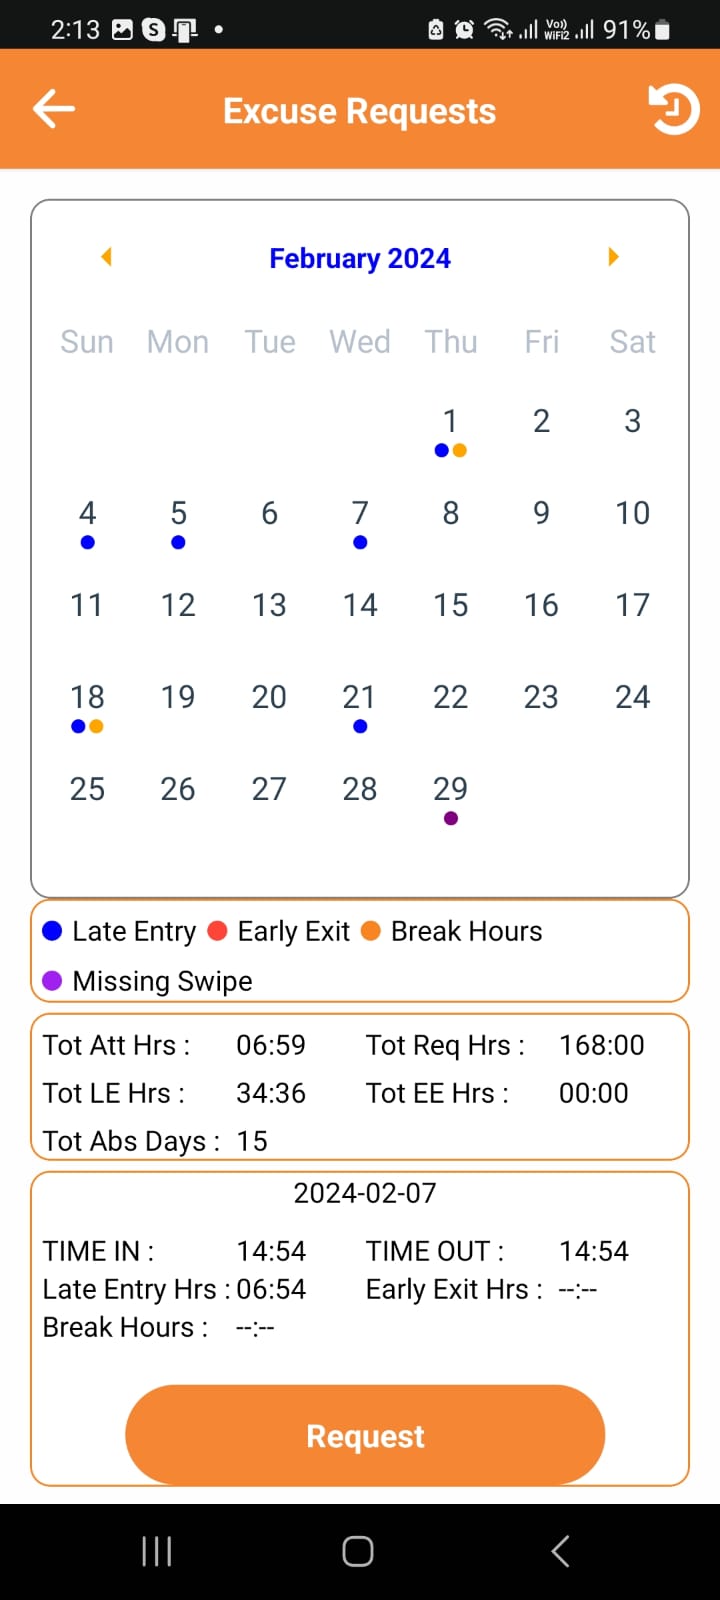 2:13 S Vo)) WiFi2 91%
Excuse Requests
February 2024
Sun Mon Tue Wed Thu Fri Sat
1 2 3
4 5 6 7 8 9 10
11 12 13 14 15 16 17
18 19 20 21 22 23 24
25 26 27 28 29
Late Entry Early Exit Break Hours
Missing Swipe
Tot Att Hrs : 06:59 Tot Req Hrs : 168:00
Tot LE Hrs : 34:36 Tot EE Hrs : 00:00
Tot Abs Days : 15
2024-02-07
TIME IN : 14:54 TIME OUT : 14:54
Late Entry Hrs : 06:54 Early Exit Hrs : --:--
Break Hours : --:--
Request